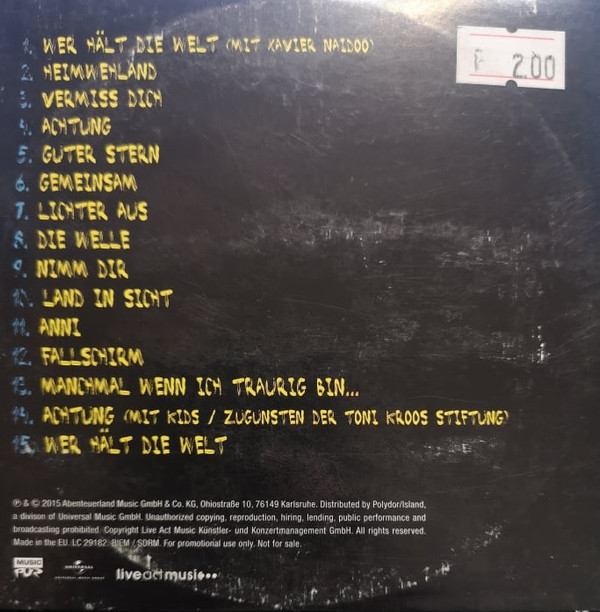 1. WER HÄLT DIE WELT (MIT XAVIER NAIDOO)
F 2.00
2. HEIMWEHLAND
3. VERMISS DICH
4. ACHTUNG
5. GUTER STERN
6. GEMEINSAM
7. LICHTER AUS
8. DIE WELLE
9. NIMM DIR
10. LAND IN SICHT
11. ANNI
12. FALLSCHIRM
13. MANCHMAL WENN ICH TRAURIG BIN...
14. ACHTUNG (MIT KIDS / ZUGUNSTEN DER TONI KROOS STIFTUNG)
15. WER HÄLT DIE WELT
℗ & © 2015 Abenteuerland Music GmbH & Co. KG, Ohiostraße 10, 76149 Karlsruhe. Distributed by Polydor/Island,
a divison of Universal Music GmbH. Unauthorized copying, reproduction, hiring, lending, public performance and
broadcasting prohibited. Copyright Live Act Music Künstler- und Konzertmanagement GmbH. All rights reserved.
Made in the EU. LC 29182. BIEM / SDRM. For promotional use only. Not for sale.
MUSIC PUR UNIVERSAL MUSIC GROUP liveactmusic